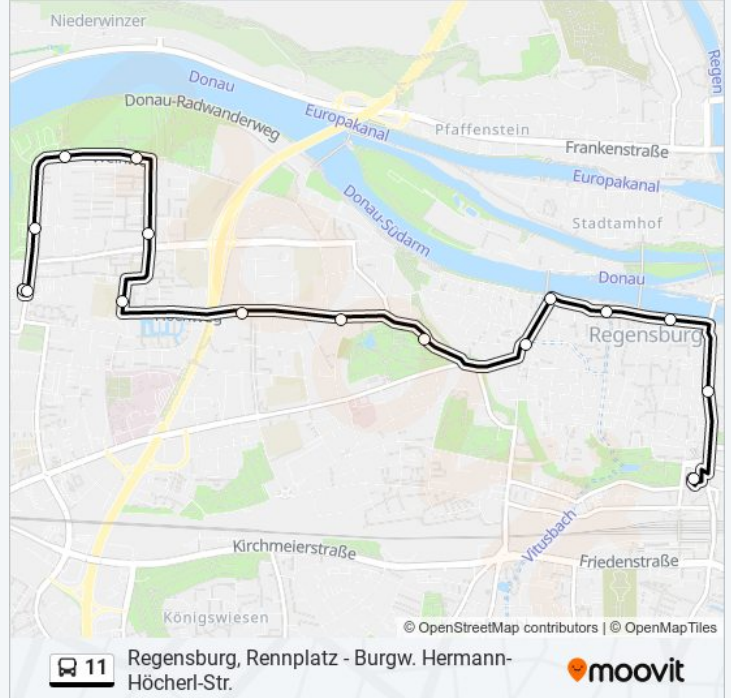 Niederwinzer
Donau
Regen
Donau-Radwanderweg
Europakanal
Pfaffenstein
Frankenstraße
Europakanal
Donau-Südarm
Stadtamhof
Donau
Regensburg
Vitusbach
Kirchmeierstraße
Friedenstraße
Königswiesen
© OpenStreetMap contributors | © OpenMapTiles
11
Regensburg, Rennplatz - Burgw. Hermann-
Höcherl-Str.
moovit